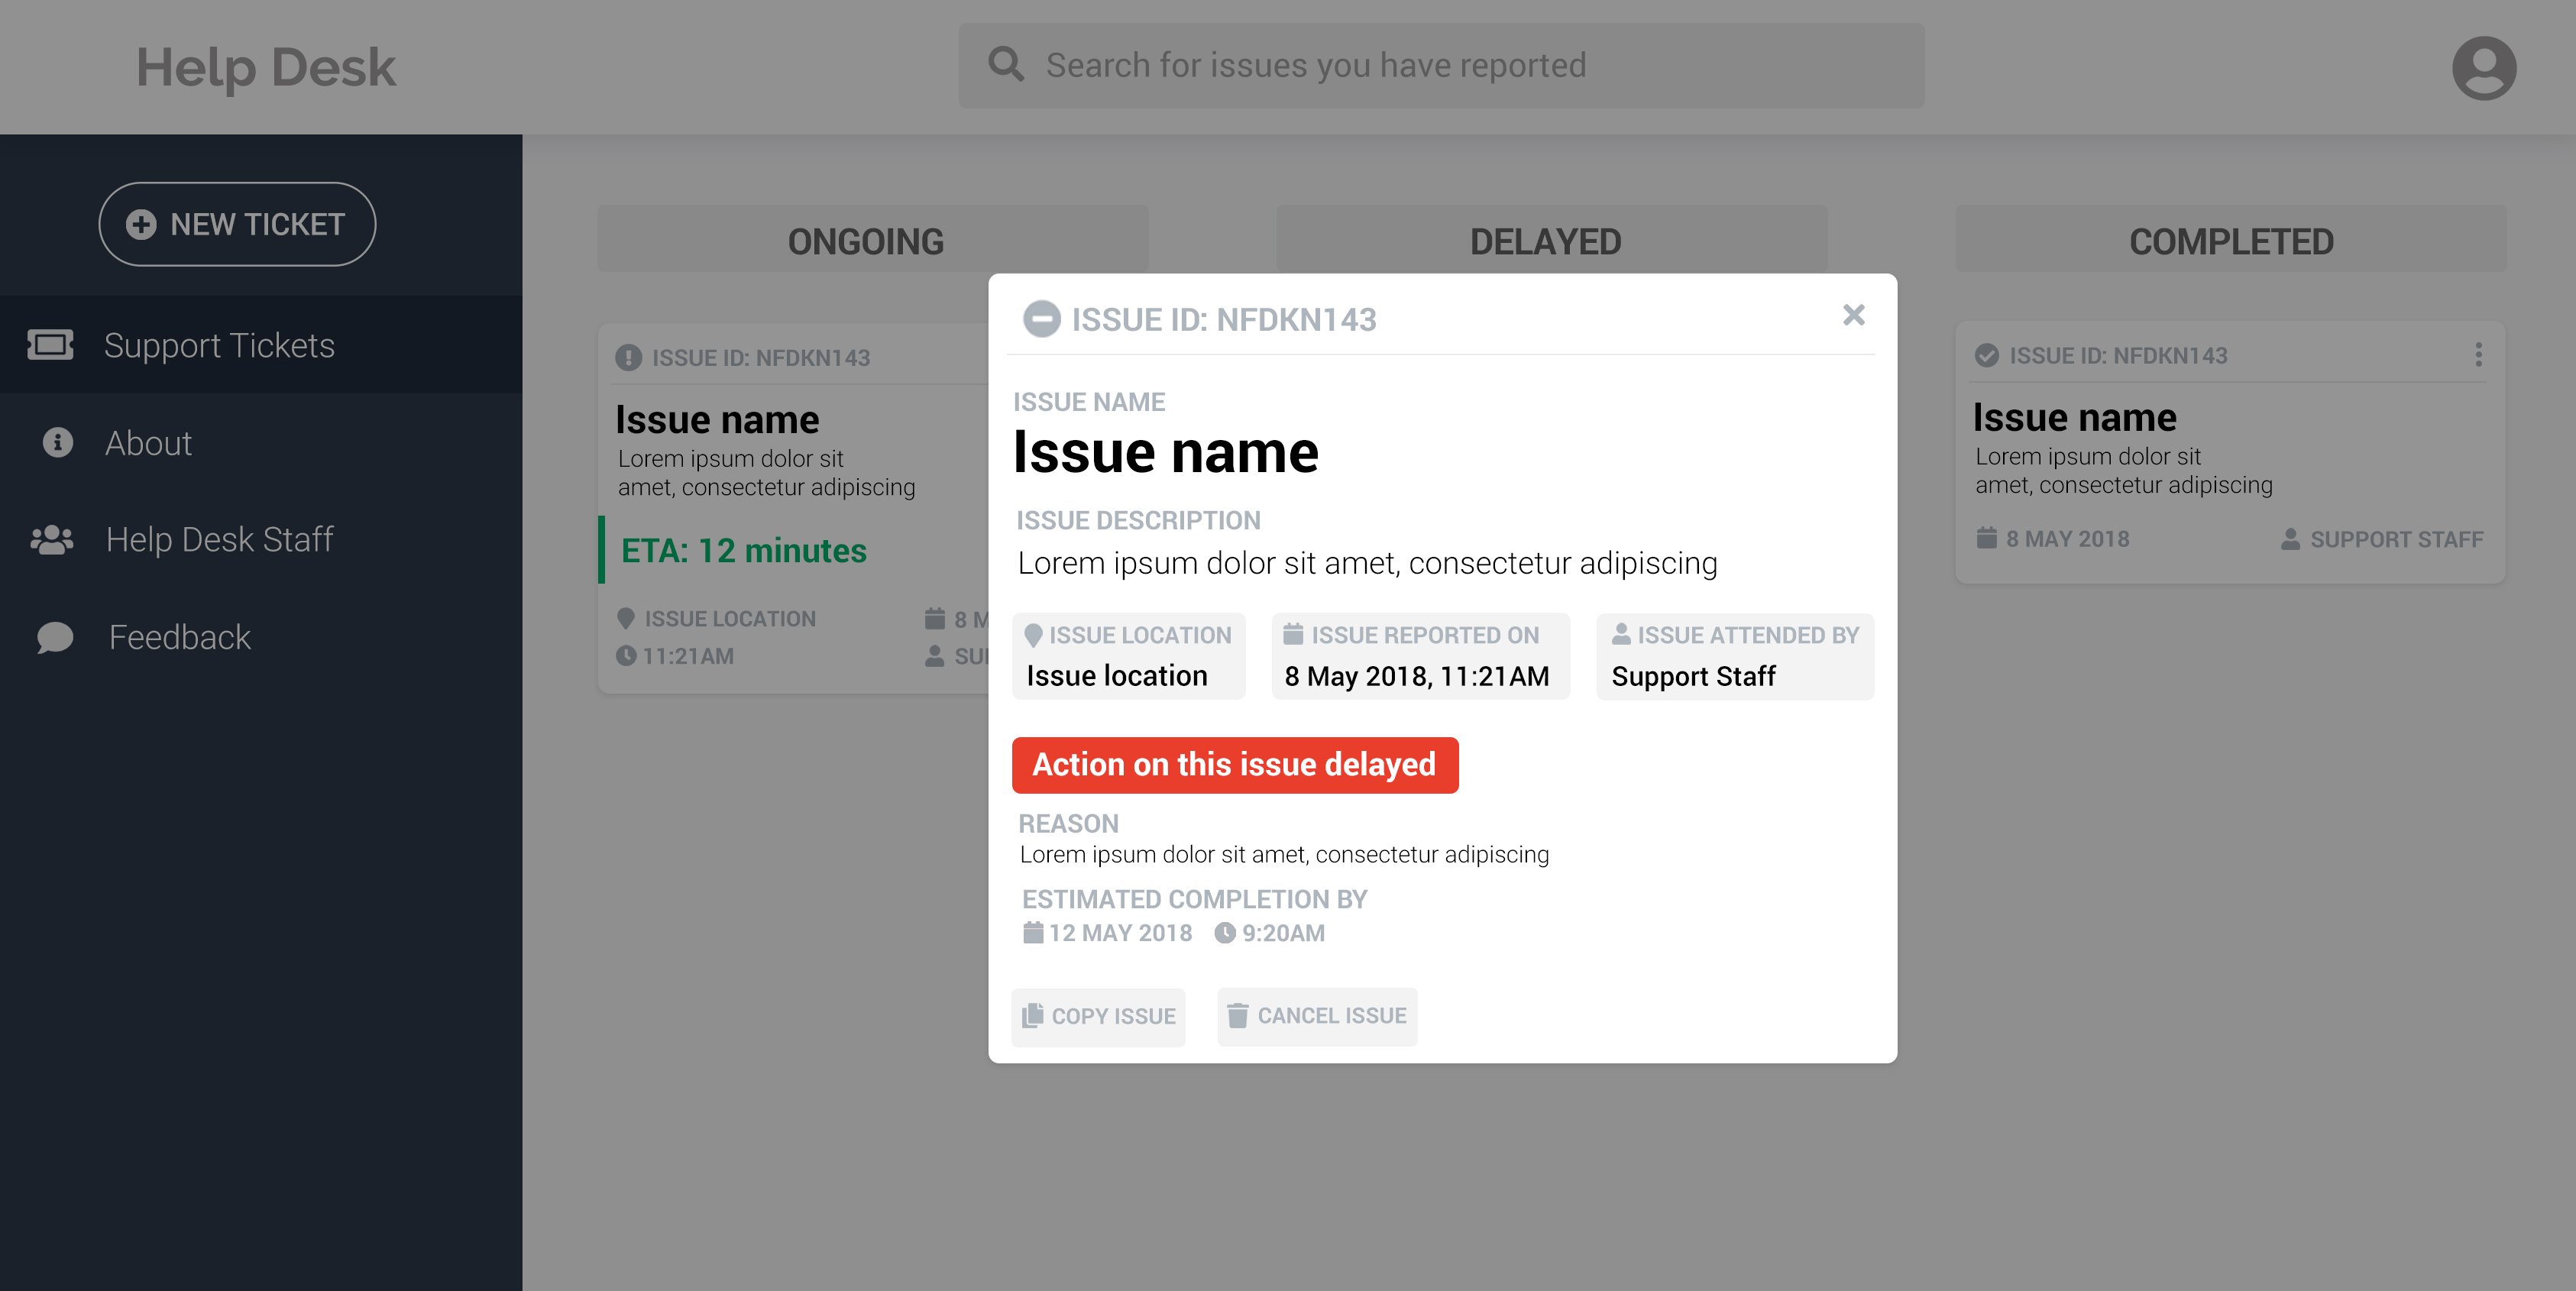 Help Desk
Search for issues you have reported
NEW TICKET
Support Tickets
About
Help Desk Staff
Feedback
ONGOING
DELAYED
COMPLETED
ISSUE ID: NFDKN143
Issue name
Lorem ipsum dolor sit
amet, consectetur adipiscing
ETA: 12 minutes
ISSUE LOCATION
8 M
11:21AM
ISSUE ID: NFDKN143
ISSUE NAME
Issue name
ISSUE DESCRIPTION
Lorem ipsum dolor sit amet, consectetur adipiscing
ISSUE LOCATION
Issue location
ISSUE REPORTED ON
8 May 2018, 11:21AM
ISSUE ATTENDED BY
Support Staff
Action on this issue delayed
REASON
Lorem ipsum dolor sit amet, consectetur adipiscing
ESTIMATED COMPLETION BY
12 MAY 2018 9:20AM
COPY ISSUE
CANCEL ISSUE
ISSUE ID: NFDKN143
Issue name
Lorem ipsum dolor sit
amet, consectetur adipiscing
8 MAY 2018
SUPPORT STAFF